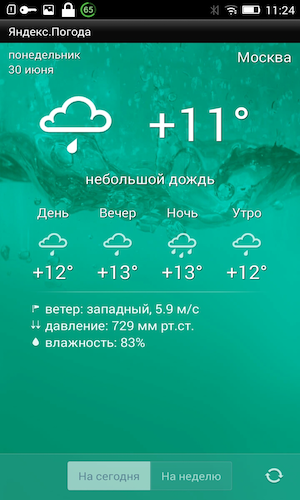 65
11:24
Яндекс.Погода
понедельник
30 июня
Москва
+11°
небольшой дождь
День Вечер Ночь Утро
+12° +13° +13° +12°
ветер: западный, 5.9 м/с
давление: 729 мм рт.ст.
влажность: 83%
На сегодня На неделю